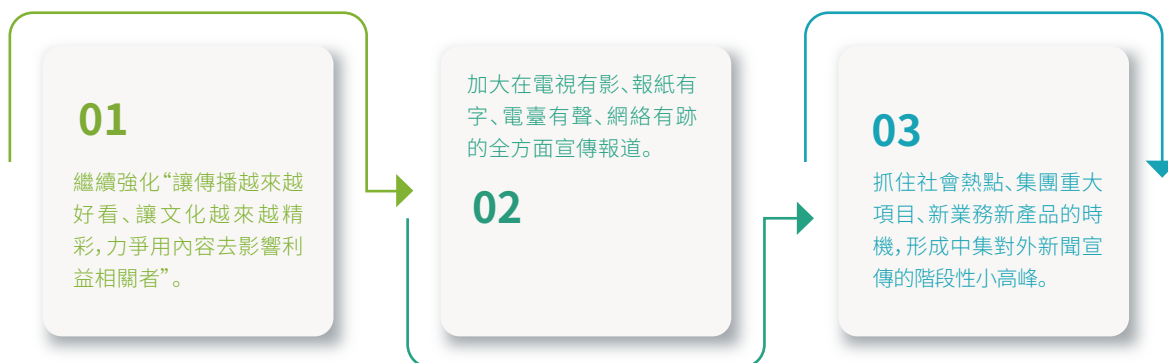 01
繼續強化“讓傳播越來越
好看、讓文化越來越精
彩，力爭用內容去影響利
益相關者”。
加大在電視有影、報紙有
字、電臺有聲、網絡有跡
的全方面宣傳報道。
02
03
抓住社會熱點、集團重大
項目、新業務新產品的時
機，形成中集對外新聞宣
傳的階段性小高峰。